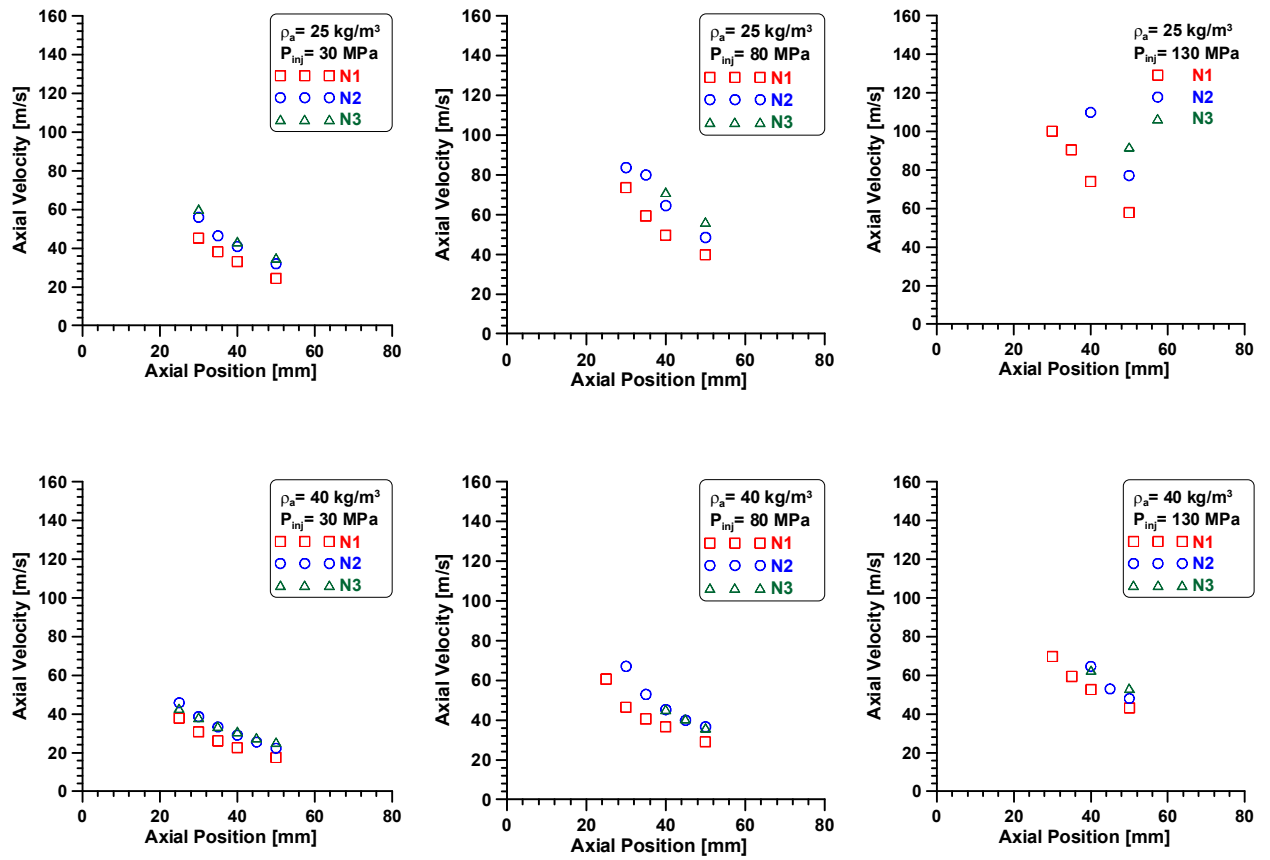 160
140
120
100
80
60
40
20
0
Axial Velocity [m/s]
ρa= 25 kg/m³
Pinj= 30 MPa
N1
N2
N3
0 20 40 60 80
Axial Position [mm]
160
140
120
100
80
60
40
20
0
Axial Velocity [m/s]
ρa= 25 kg/m³
Pinj= 80 MPa
N1
N2
N3
0 20 40 60 80
Axial Position [mm]
160
140
120
100
80
60
40
20
0
Axial Velocity [m/s]
ρa= 25 kg/m³
Pinj= 130 MPa
N1
N2
N3
0 20 40 60 80
Axial Position [mm]
160
140
120
100
80
60
40
20
0
Axial Velocity [m/s]
ρa= 40 kg/m³
Pinj= 30 MPa
N1
N2
N3
0 20 40 60 80
Axial Position [mm]
160
140
120
100
80
60
40
20
0
Axial Velocity [m/s]
ρa= 40 kg/m³
Pinj= 80 MPa
N1
N2
N3
0 20 40 60 80
Axial Position [mm]
160
140
120
100
80
60
40
20
0
Axial Velocity [m/s]
ρa= 40 kg/m³
Pinj= 130 MPa
N1
N2
N3
0 20 40 60 80
Axial Position [mm]